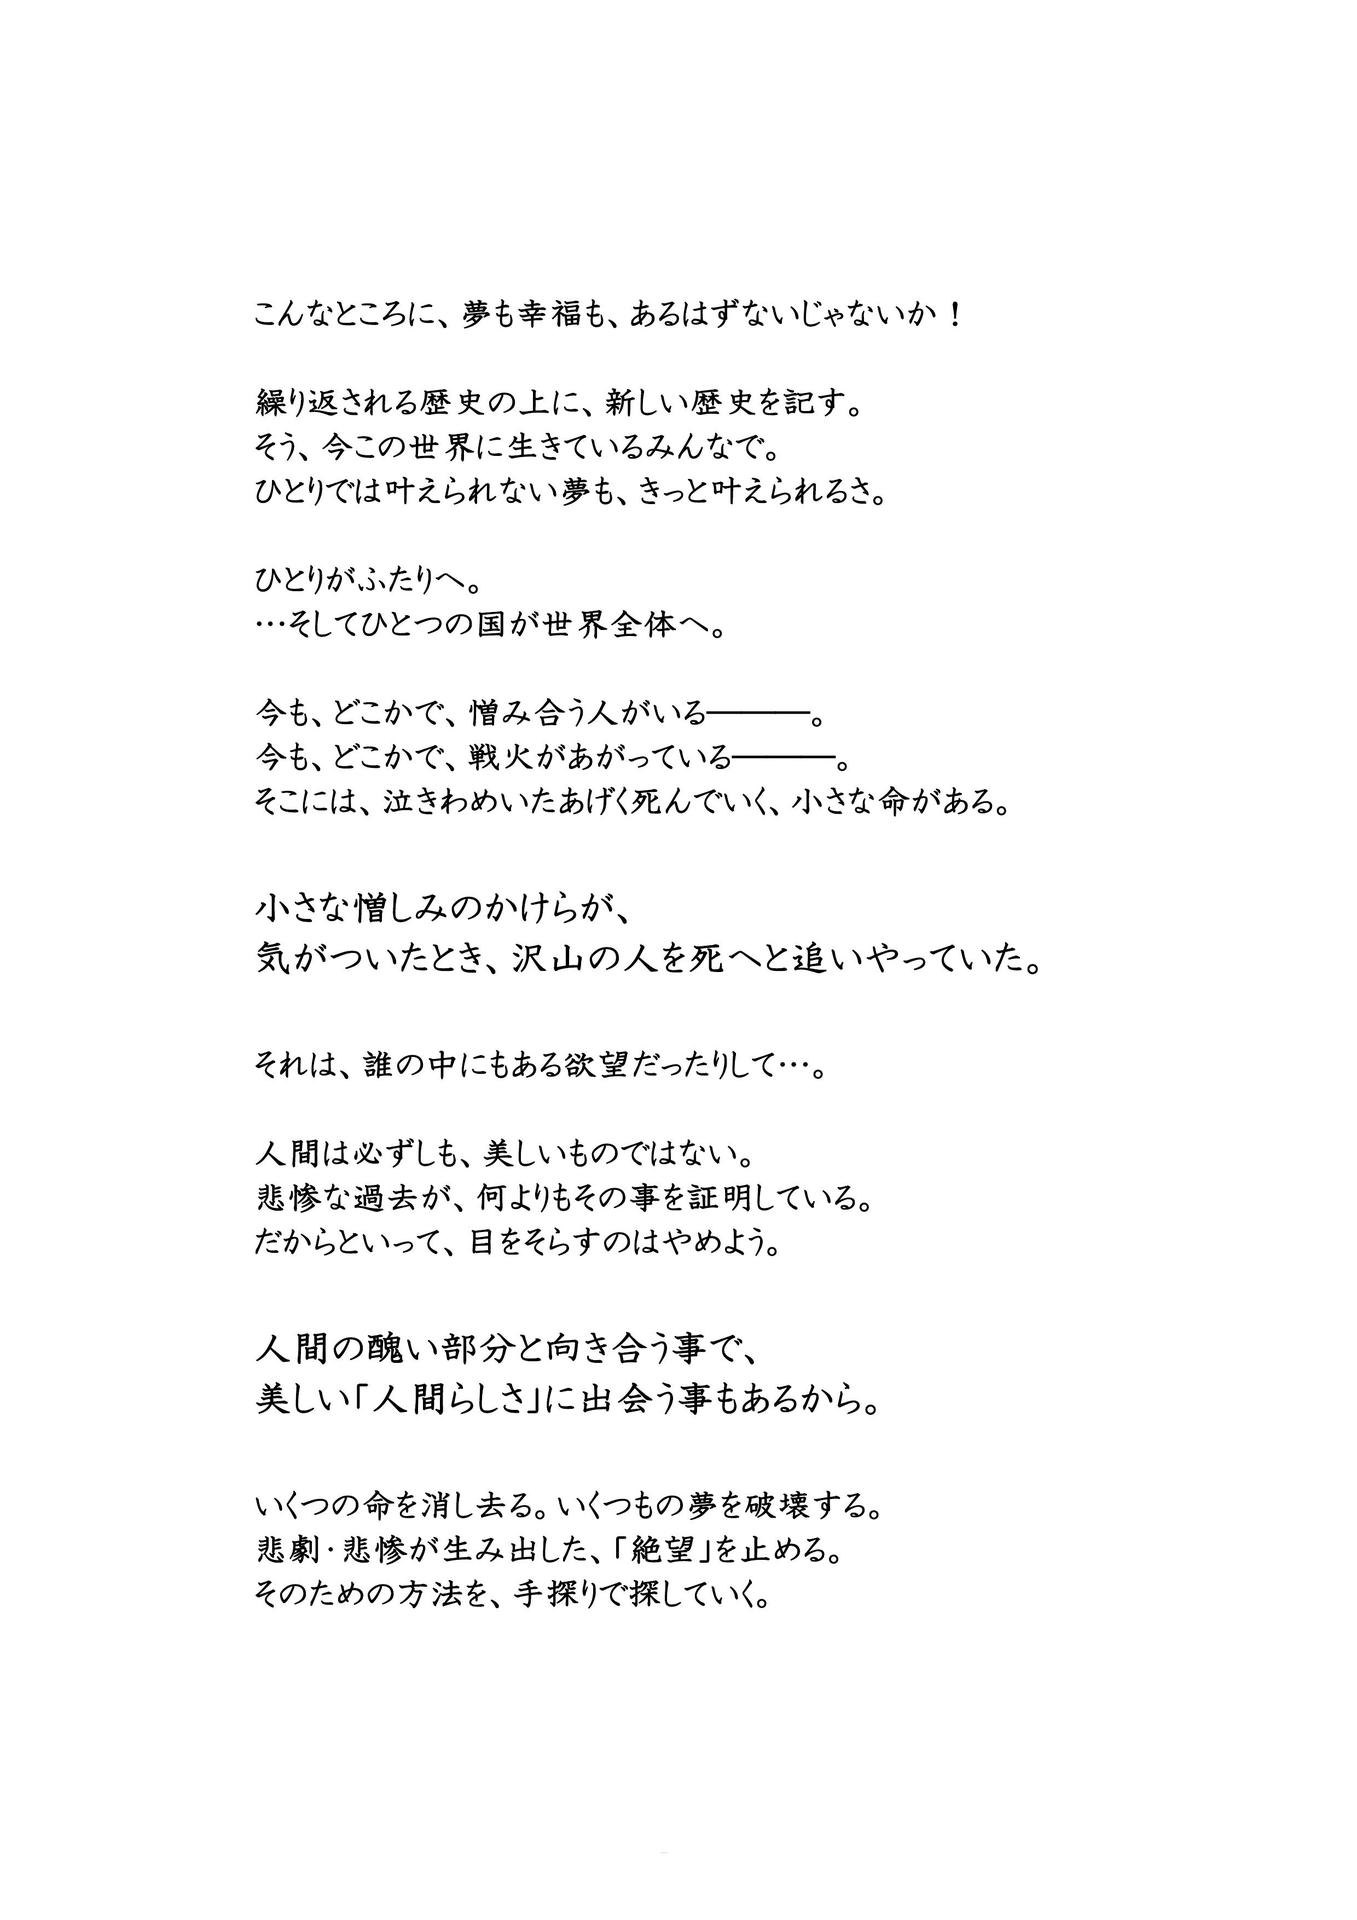 こんなところに、夢も幸福も、あるはずないじゃないか！
繰り返される歴史の上に、新しい歴史を記す。
そう、今この世界に生きているみんなで。
ひとりでは叶えられない夢も、きっと叶えられるさ。
ひとりがふたりへ。
…そしてひとつの国が世界全体へ。
今も、どこかで、憎み合う人がいる―――。
今も、どこかで、戦火があがっている―――。
そこには、泣きわめいたあげく死んでいく、小さな命がある。
小さな憎しみのかけらが、
気がついたとき、沢山の人を死へと追いやっていた。
それは、誰の中にもある欲望だったりして…。
人間は必ずしも、美しいものではない。
悲惨な過去が、何よりもその事を証明している。
だからといって、目をそらすのはやめよう。
人間の醜い部分と向き合う事で、
美しい「人間らしさ」に出会う事もあるから。
いくつの命を消し去る。いくつもの夢を破壊する。
悲劇・悲惨が生み出した、「絶望」を止める。
そのための方法を、手探りで探していく。